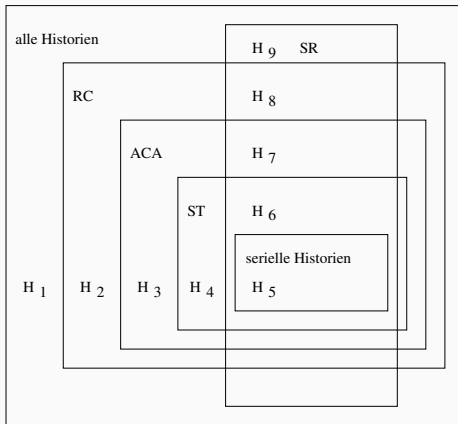 alle Historien
H 9 SR
RC
H 8
ACA
H 7
ST
H 6
serielle Historien
H 1 H 2 H 3 H 4 H 5